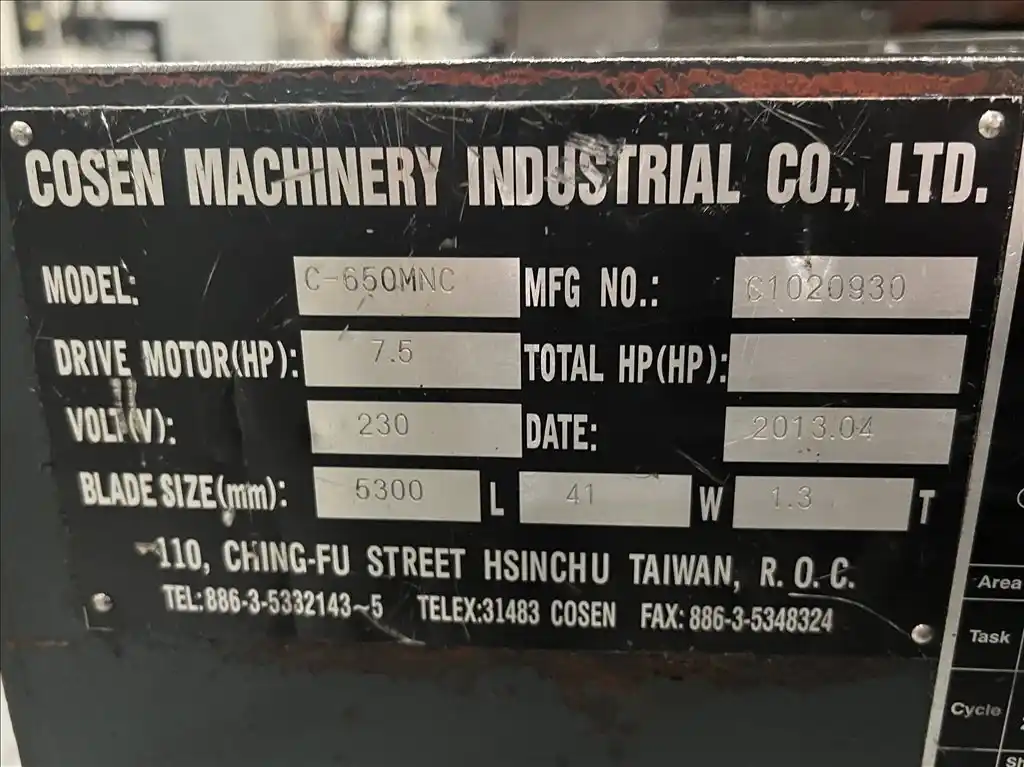 COSEN MACHINERY INDUSTRIAL CO., LTD.
MODEL: C-650MNC MFG NO.: C1020930
DRIVE MOTOR(HP): 7.5 TOTAL HP(HP):
VOLT(V): 230 DATE: 2013.04
BLADE SIZE(mm): 5300 L 41 W 1.3 T
110, CHING-FU STREET HSINCHU TAIWAN, R.O.C.
TEL:886-3-5332143~5 TELEX:31483 COSEN FAX:886-3-5348324
Area
Task
Cycle